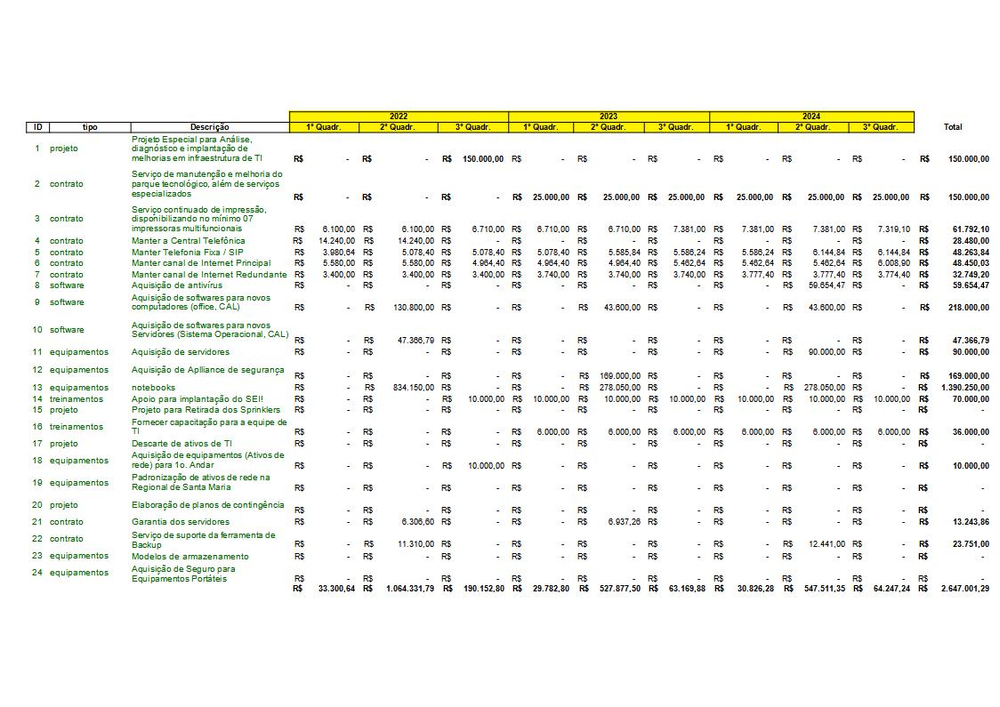 2022 2023 2024
ID tipo Descrição 1º Quadr. 2º Quadr. 3º Quadr. 1º Quadr. 2º Quadr. 3º Quadr. 1º Quadr. 2º Quadr. 3º Quadr. Total
1 projeto Projeto Especial para Análise,
diagnóstico e implantação de
melhorias em infraestrutura de TI
R$ - R$ - R$ 150.000,00 R$ - R$ - R$ - R$ - R$ - R$ - R$ 150.000,00
2 contrato Serviço de manutenção e melhoria do
parque tecnológico, além de serviços
especializados
R$ - R$ - R$ - R$ 25.000,00 R$ 25.000,00 R$ 25.000,00 R$ 25.000,00 R$ 25.000,00 R$ 25.000,00 R$ 150.000,00
3 contrato Serviço continuado de impressão,
disponibilizando no mínimo 07
impressoras multifuncionais R$ 6.100,00 R$ 6.100,00 R$ 6.710,00 R$ 6.710,00 R$ 6.710,00 R$ 7.381,00 R$ 7.381,00 R$ 7.381,00 R$ 7.319,10 R$ 61.792,10
4 contrato Manter a Central Telefônica R$ 14.240,00 R$ 14.240,00 R$ - R$ - R$ - R$ - R$ - R$ - R$ - R$ 28.480,00
5 contrato Manter Telefonia Fixa / SIP R$ 3.980,64 R$ 5.078,40 R$ 5.078,40 R$ 5.078,40 R$ 5.585,84 R$ 5.586,24 R$ 5.586,24 R$ 6.144,84 R$ 6.144,84 R$ 48.263,84
6 contrato Manter canal de Internet Principal R$ 5.580,00 R$ 5.580,00 R$ 4.964,40 R$ 4.964,40 R$ 4.964,40 R$ 5.462,64 R$ 5.462,64 R$ 5.462,64 R$ 6.008,90 R$ 48.450,03
7 contrato Manter canal de Internet Redundante R$ 3.400,00 R$ 3.400,00 R$ 3.400,00 R$ 3.740,00 R$ 3.740,00 R$ 3.740,00 R$ 3.777,40 R$ 3.777,40 R$ 3.774,40 R$ 32.749,20
8 software Aquisição de antivírus R$ - R$ - R$ - R$ - R$ - R$ - R$ - R$ 59.654,47 R$ - R$ 59.654,47
9 software Aquisição de softwares para novos
computadores (office, CAL) R$ - R$ 130.800,00 R$ - R$ - R$ 43.600,00 R$ - R$ - R$ 43.600,00 R$ - R$ 218.000,00
10 software Aquisição de softwares para novos
Servidores (Sistema Operacional, CAL)
R$ - R$ 47.366,79 R$ - R$ - R$ - R$ - R$ - R$ - R$ - R$ 47.366,79
11 equipamentos Aquisição de servidores R$ - R$ - R$ - R$ - R$ - R$ - R$ - R$ 90.000,00 R$ - R$ 90.000,00
12 equipamentos Aquisição de Aplliance de segurança
R$ - R$ - R$ - R$ - R$ 169.000,00 R$ - R$ - R$ - R$ - R$ 169.000,00
13 equipamentos notebooks R$ - R$ 834.150,00 R$ - R$ - R$ 278.050,00 R$ - R$ - R$ 278.050,00 R$ - R$ 1.390.250,00
14 treinamentos Apoio para implantação do SEI! R$ - R$ - R$ 10.000,00 R$ 10.000,00 R$ 10.000,00 R$ 10.000,00 R$ 10.000,00 R$ 10.000,00 R$ 10.000,00 R$ 70.000,00
15 projeto Projeto para Retirada dos Sprinklers R$ - R$ - R$ - R$ - R$ - R$ - R$ - R$ - R$ - R$ -
16 treinamentos Fornecer capacitação para a equipe de
TI R$ - R$ - R$ - R$ 6.000,00 R$ 6.000,00 R$ 6.000,00 R$ 6.000,00 R$ 6.000,00 R$ 6.000,00 R$ 36.000,00
17 projeto Descarte de ativos de TI R$ - R$ - R$ - R$ - R$ - R$ - R$ - R$ - R$ - R$ -
18 equipamentos Aquisição de equipamentos (Ativos de
rede) para 1o. Andar R$ - R$ - R$ 10.000,00 R$ - R$ - R$ - R$ - R$ - R$ - R$ 10.000,00
19 equipamentos Padronização de ativos de rede na
Regional de Santa Maria R$ - R$ - R$ - R$ - R$ - R$ - R$ - R$ - R$ - R$ -
20 projeto Elaboração de planos de contingência
R$ - R$ - R$ - R$ - R$ - R$ - R$ - R$ - R$ - R$ -
21 contrato Garantia dos servidores R$ - R$ 6.306,60 R$ - R$ - R$ 6.937,26 R$ - R$ - R$ - R$ - R$ 13.243,86
22 contrato Serviço de suporte da ferramenta de
Backup R$ - R$ 11.310,00 R$ - R$ - R$ - R$ - R$ - R$ 12.441,00 R$ - R$ 23.751,00
23 equipamentos Modelos de armazenamento R$ - R$ - R$ - R$ - R$ - R$ - R$ - R$ - R$ - R$ -
24 equipamentos Aquisição de Seguro para
Equipamentos Portáteis R$ - R$ - R$ - R$ - R$ - R$ - R$ - R$ - R$ - R$ -
R$ 33.300,64 R$ 1.064.331,79 R$ 190.152,80 R$ 29.782,80 R$ 527.877,50 R$ 63.169,88 R$ 30.826,28 R$ 547.511,35 R$ 64.247,24 R$ 2.647.001,29